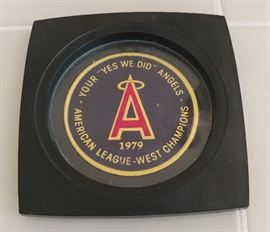 YOUR "YES WE DID" ANGELS
A
1979
AMERICAN LEAGUE-WEST CHAMPIONS